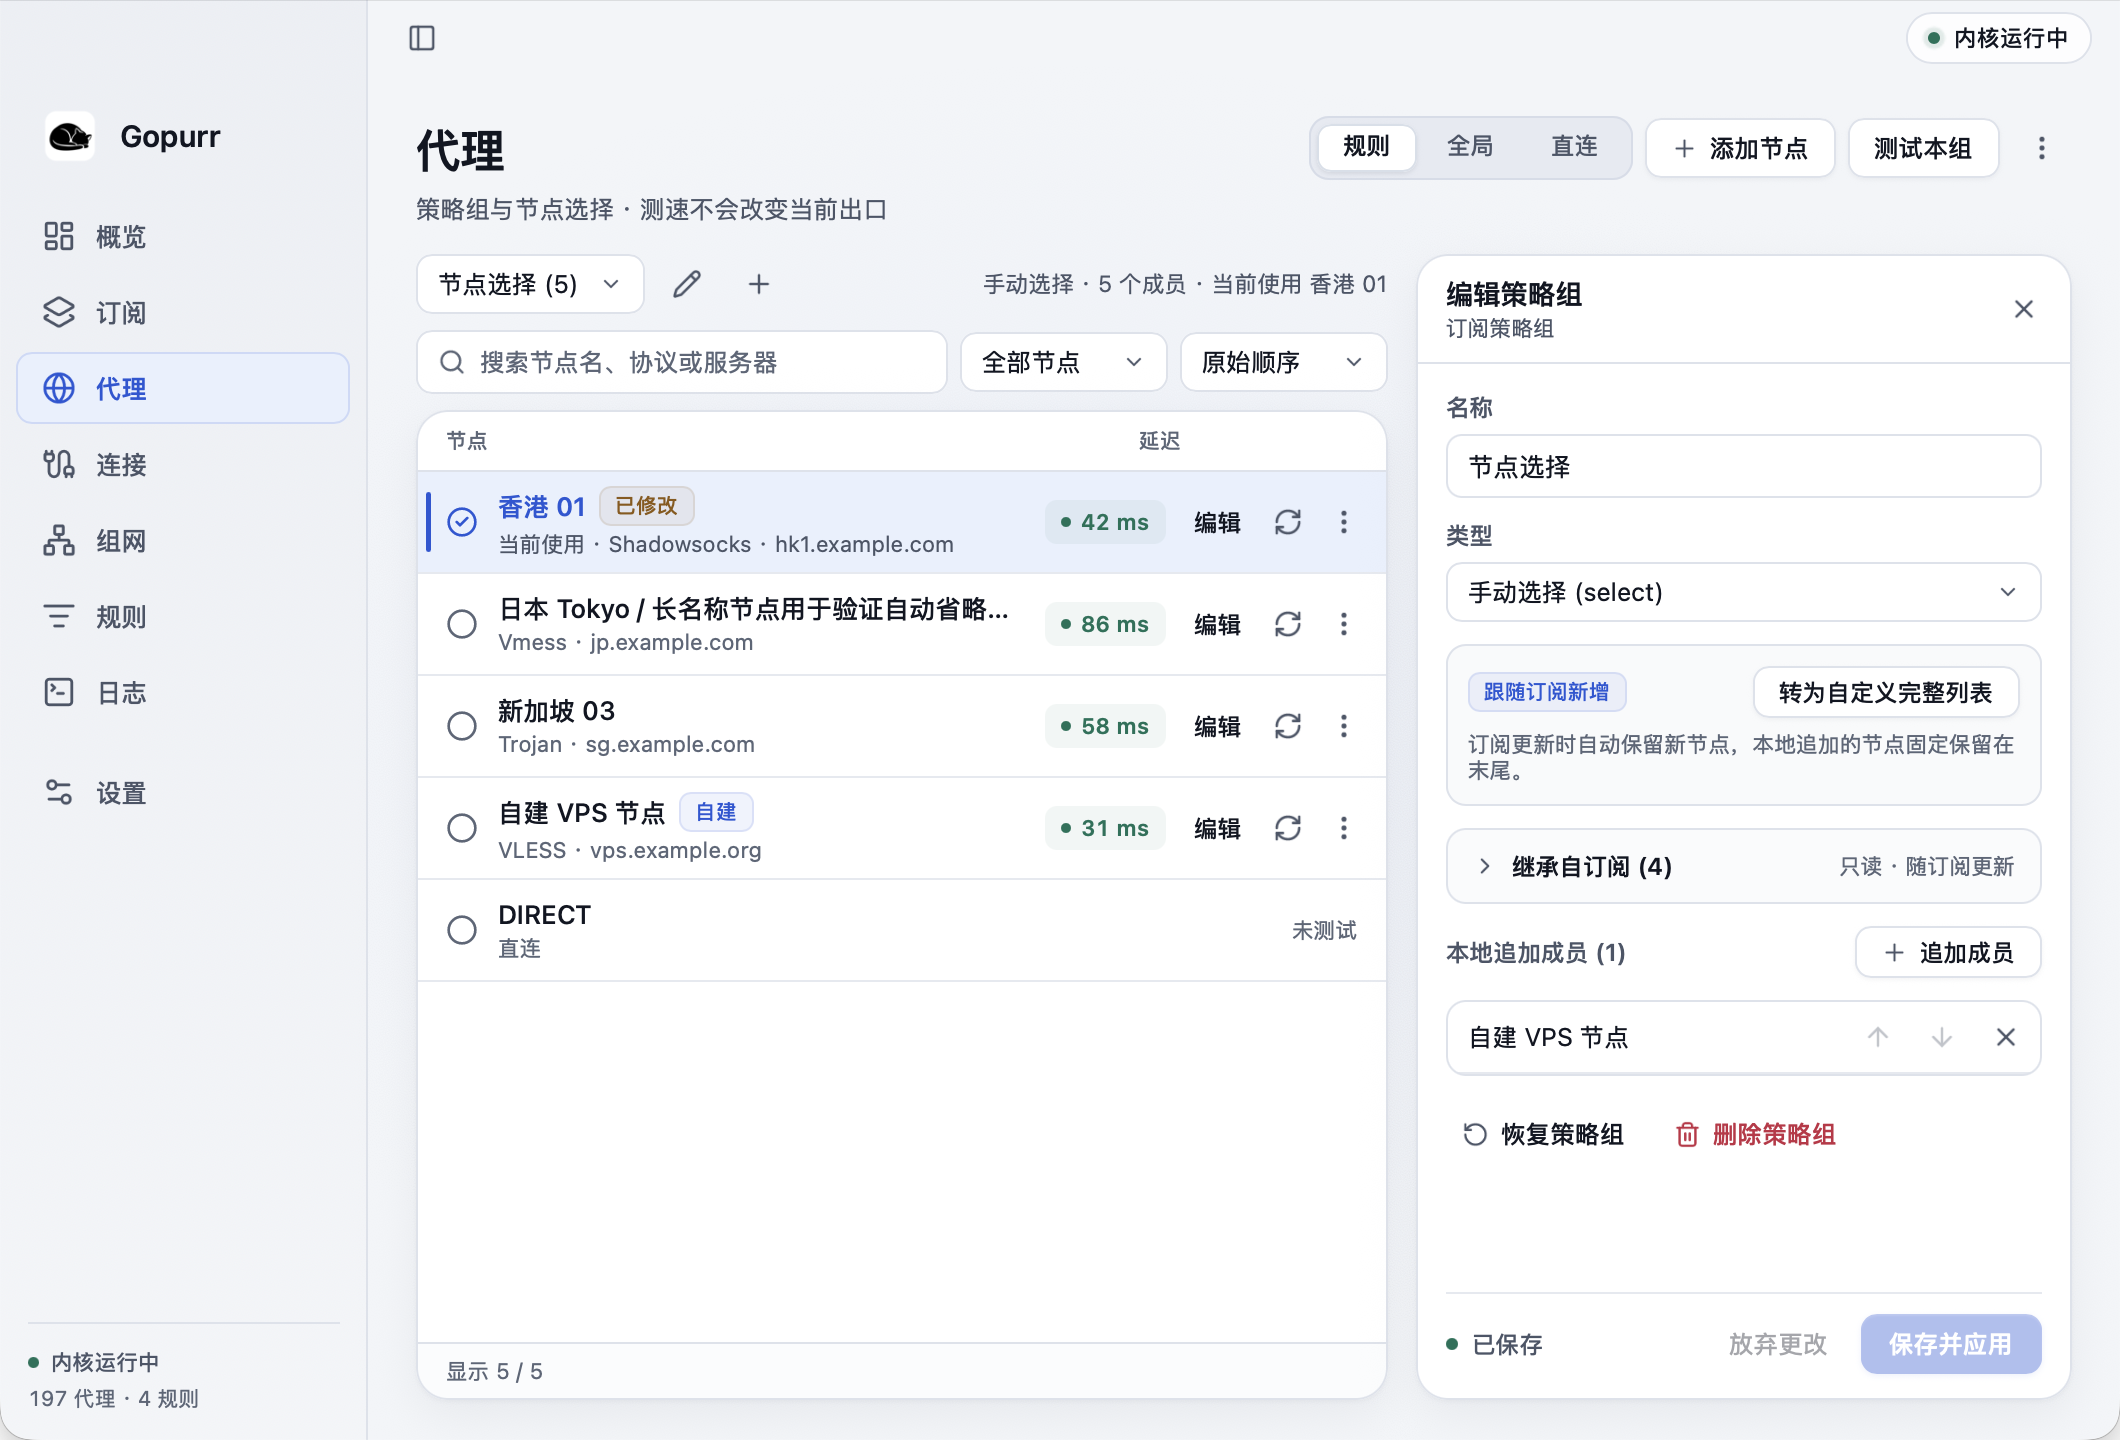 内核运行中
Gopurr
概览
订阅
代理
连接
组网
规则
日志
设置
内核运行中
197 代理 · 4 规则
代理
策略组与节点选择 · 测速不会改变当前出口
规则
全局
直连
添加节点
测试本组
节点选择 (5)
手动选择 · 5 个成员 · 当前使用 香港 01
搜索节点名、协议或服务器
全部节点
原始顺序
节点
延迟
香港 01
已修改
当前使用 · Shadowsocks · hk1.example.com
42 ms
编辑
日本 Tokyo / 长名称节点用于验证自动省略...
Vmess · jp.example.com
86 ms
编辑
新加坡 03
Trojan · sg.example.com
58 ms
编辑
自建 VPS 节点
自建
VLESS · vps.example.org
31 ms
编辑
DIRECT
直连
未测试
显示 5 / 5
编辑策略组
订阅策略组
名称
节点选择
类型
手动选择 (select)
跟随订阅新增
转为自定义完整列表
订阅更新时自动保留新节点，本地追加的节点固定保留在
末尾。
继承自订阅 (4)
只读 · 随订阅更新
本地追加成员 (1)
追加成员
自建 VPS 节点
恢复策略组
删除策略组
已保存
放弃更改
保存并应用